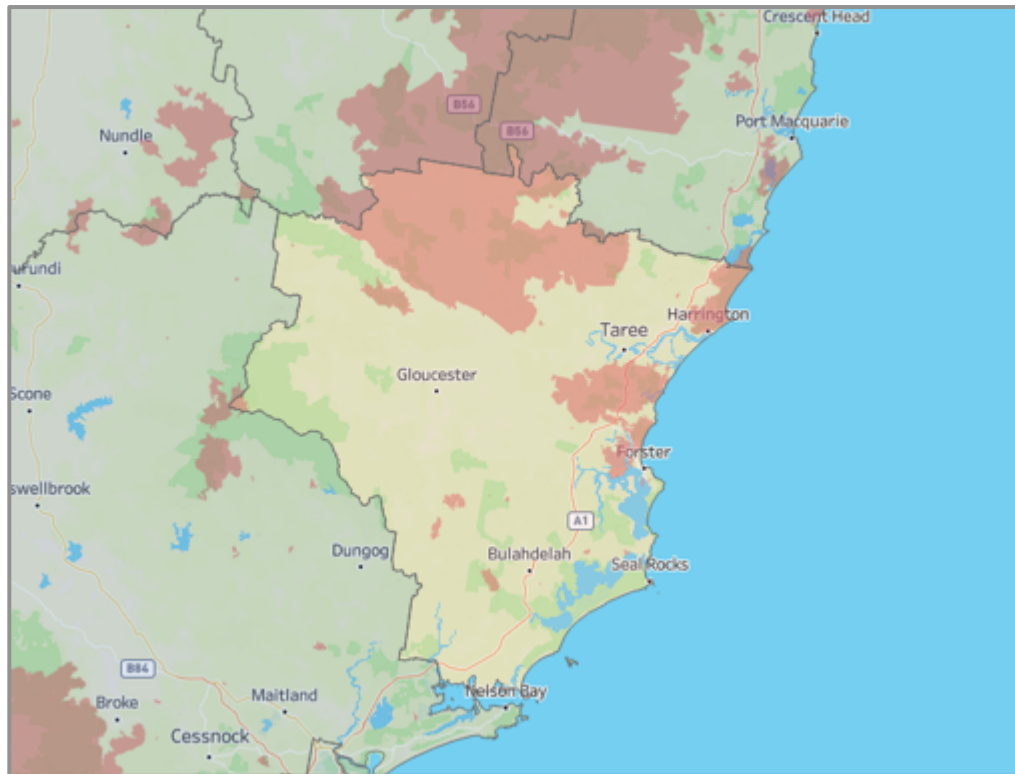 Crescent Head
B56
Port Macquarie
B56
Nundle
urundi
Harrington
Taree
Gloucester
Scone
Forster
swellbrook
A1
Dungog
Bulahdelah
Seal Rocks
B84
Maitland
Nelson Bay
Broke
Cessnock